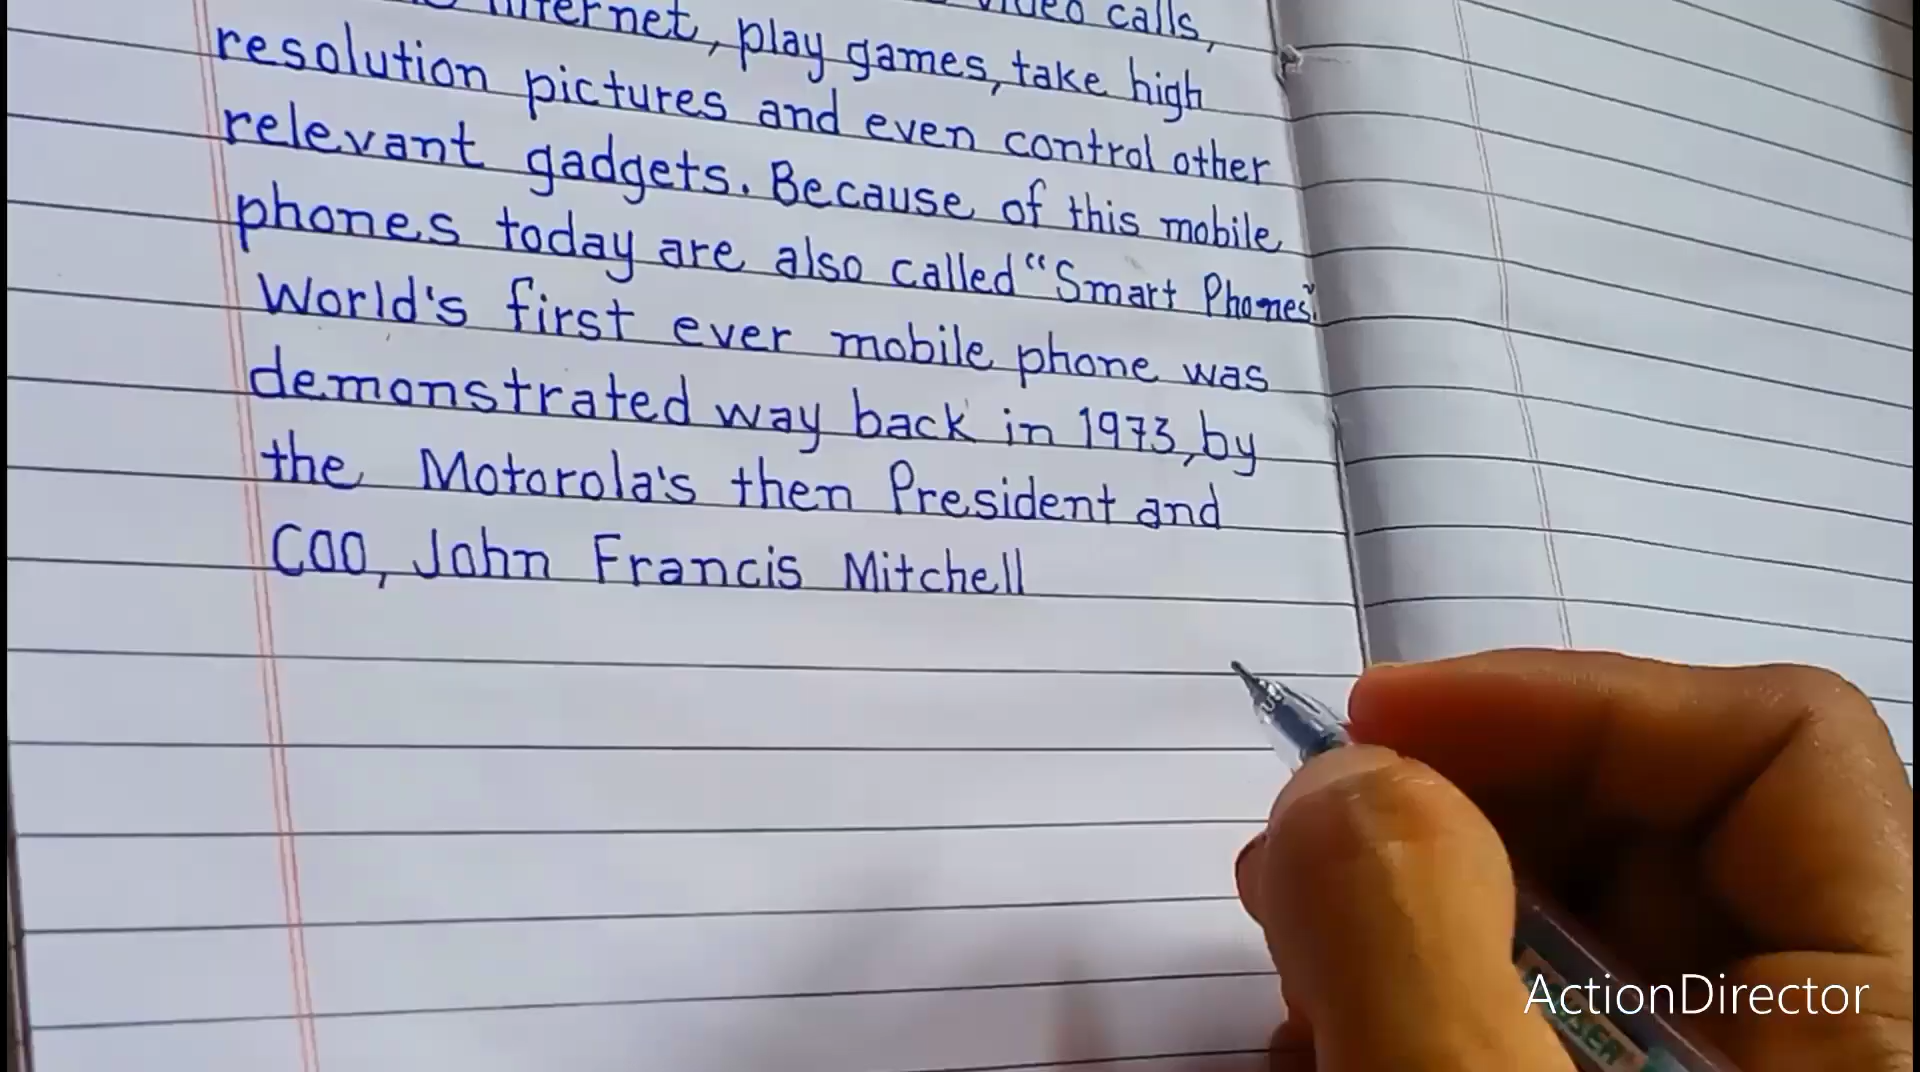 internet, video calls,
play games, take high
resolution pictures and even control other
relevant gadgets. Because of this mobile
phones today are also called “Smart Phones”.
World's first ever mobile phone was
demonstrated way back in 1973, by
the Motorola's then President and
COO, John Francis Mitchell
ActionDirector